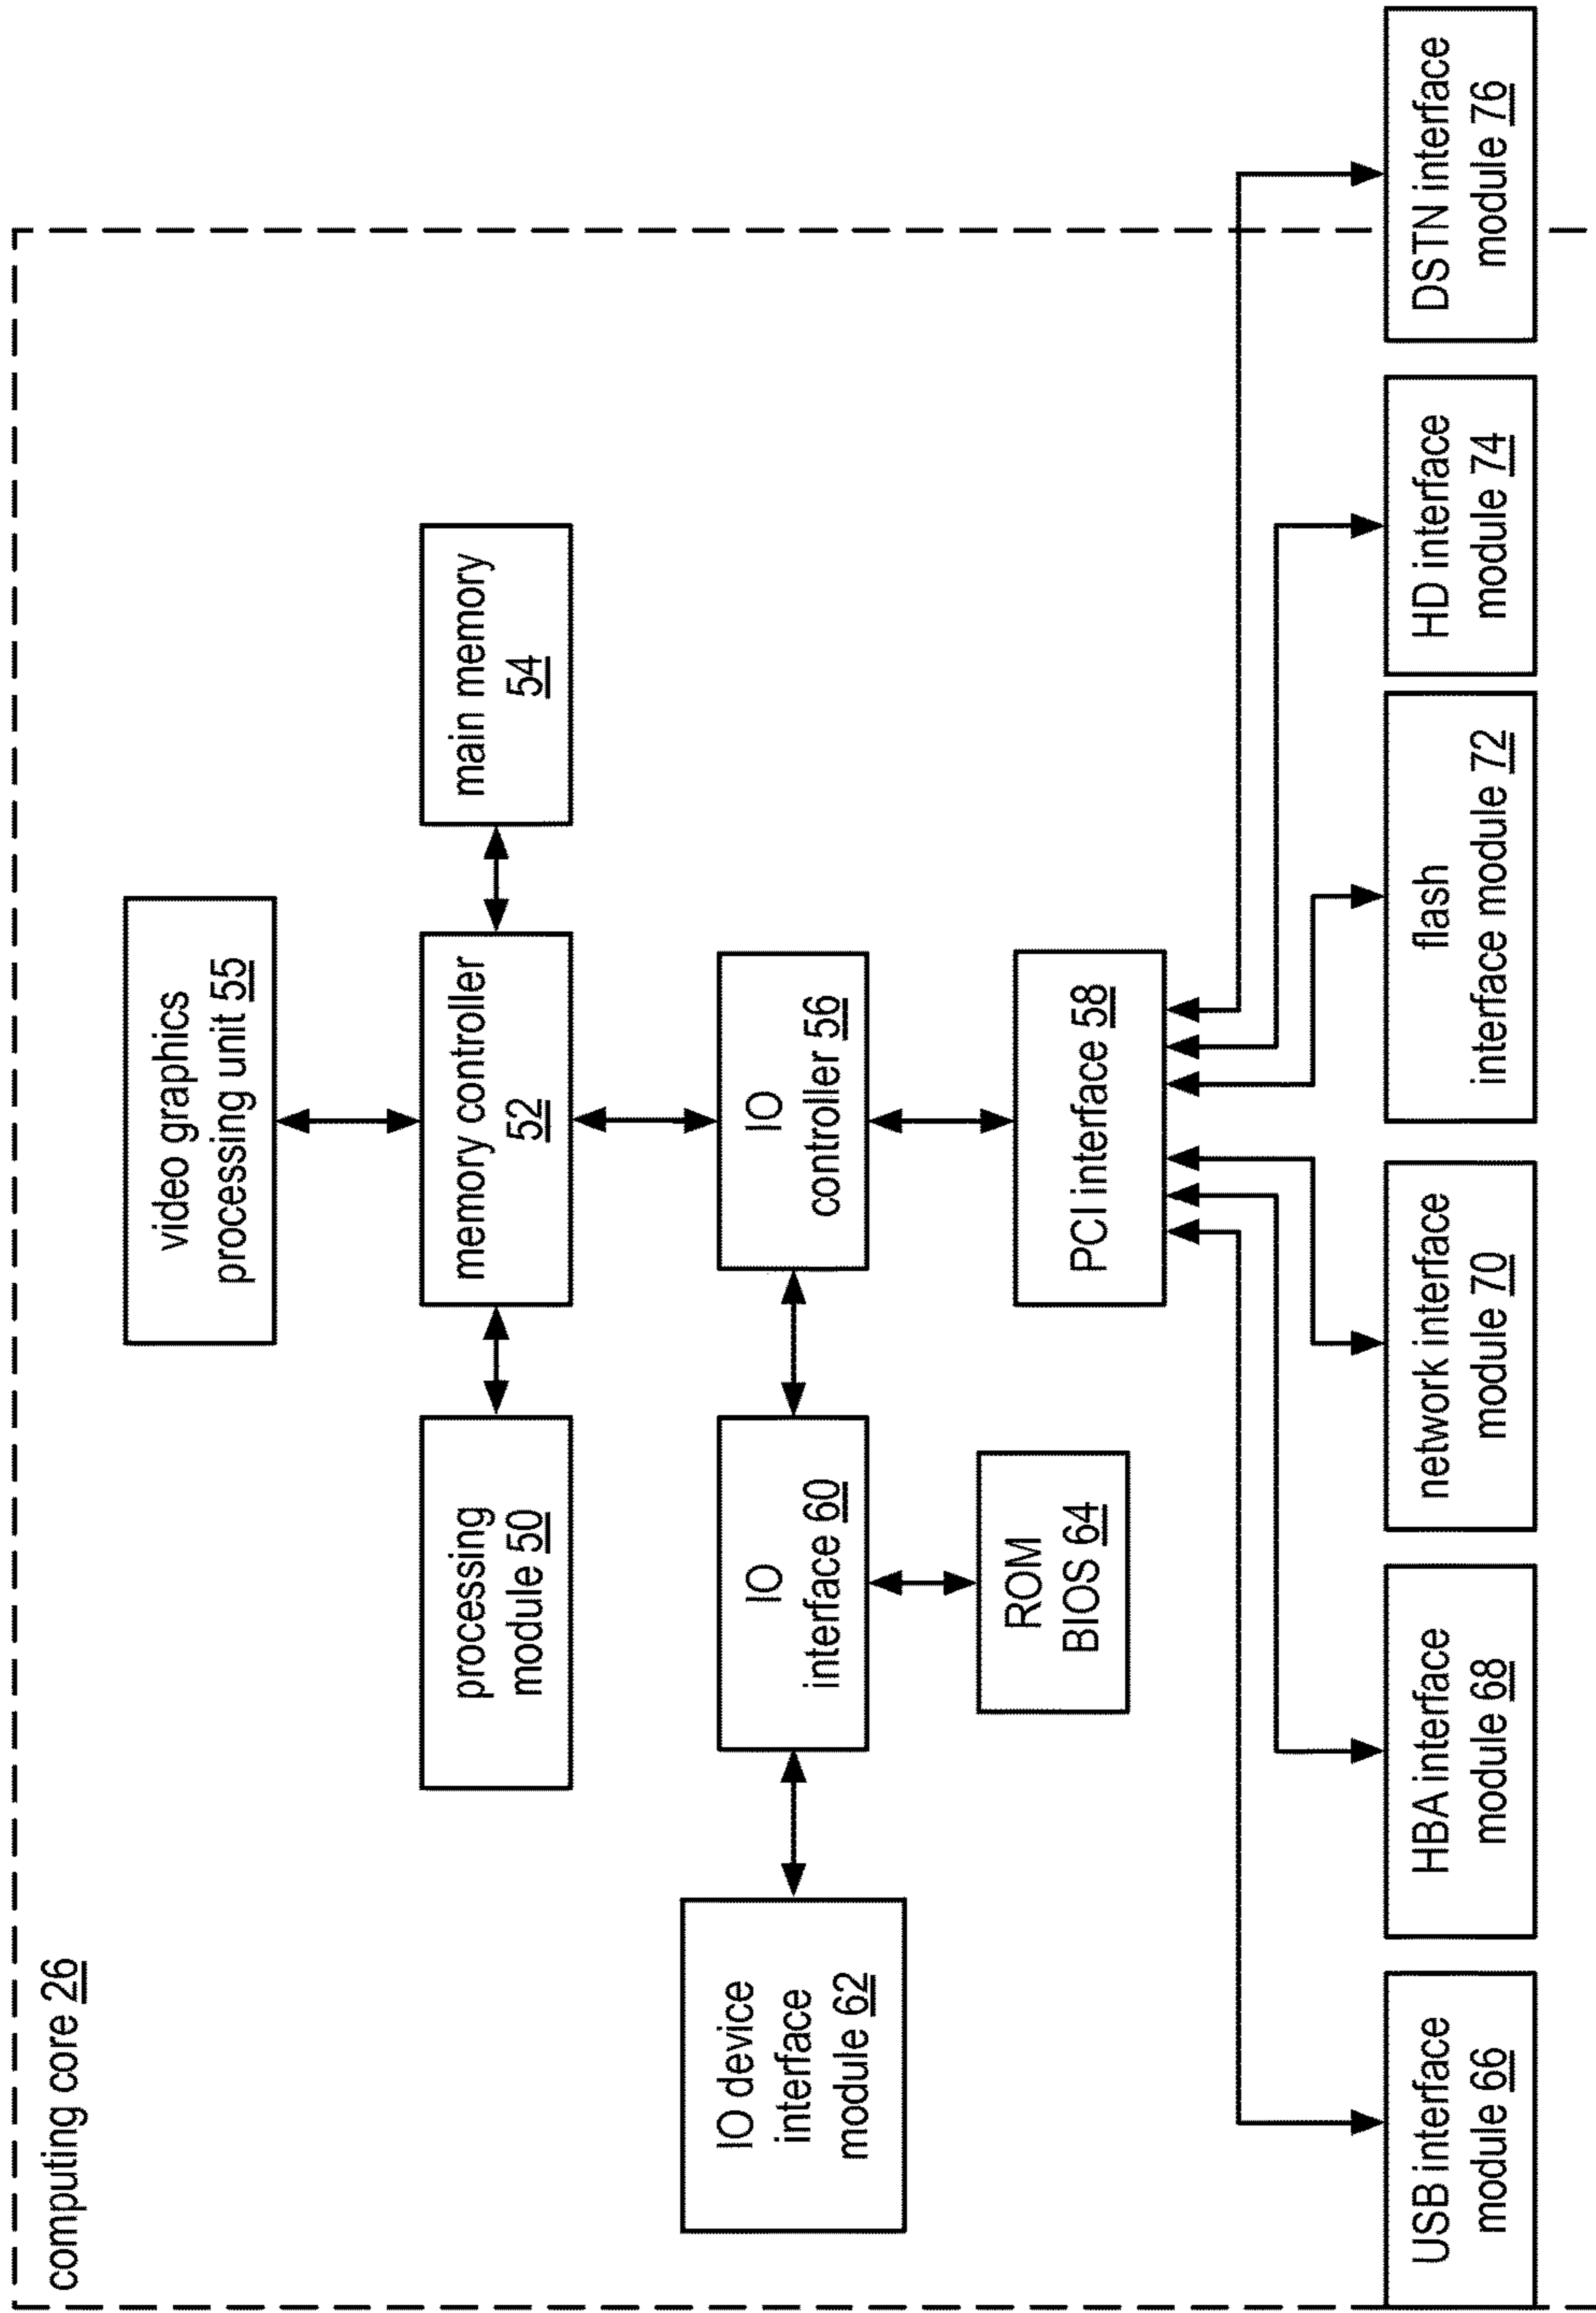 computing core 26
video graphics
processing unit 55
processing
module 50
memory controller
52
main memory
54
IO device
interface
module 62
IO
interface 60
IO
controller 56
ROM
BIOS 64
PCI interface 58
USB interface
module 66
HBA interface
module 68
network interface
module 70
flash
interface module 72
HD interface
module 74
DSTN interface
module 76